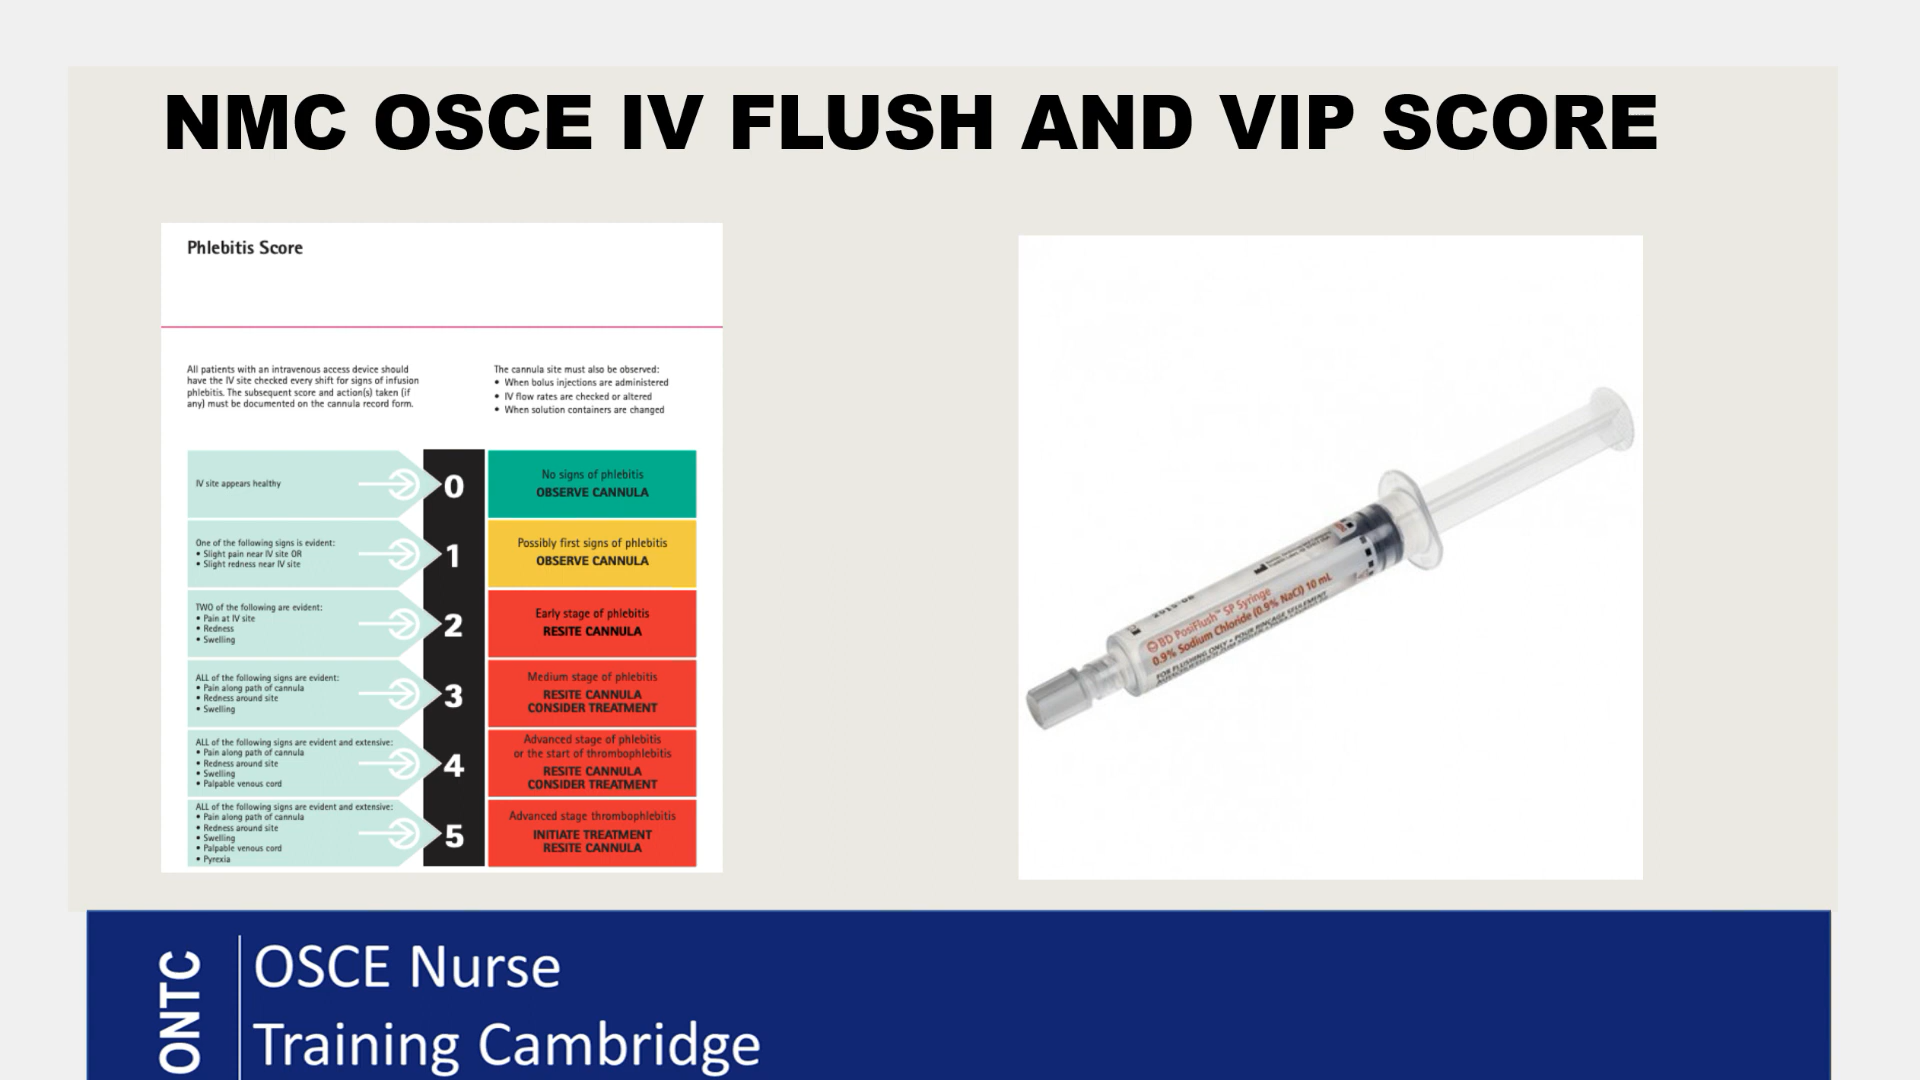 NMC OSCE IV FLUSH AND VIP SCORE
Phlebitis Score
All patients with an intravenous access device should
have the IV site checked every shift for signs of infusion
phlebitis. The subsequent score and action(s) taken (if
any) must be documented on the cannula record form.
The cannula site must also be observed:
• When bolus injections are administered
• IV flow rates are checked or altered
• When solution containers are changed
IV site appears healthy
0
No signs of phlebitis
OBSERVE CANNULA
One of the following signs is evident:
• Slight pain near IV site OR
• Slight redness near IV site
1
Possibly first signs of phlebitis
OBSERVE CANNULA
TWO of the following are evident:
• Pain at IV site
• Redness
• Swelling
2
Early stage of phlebitis
RESITE CANNULA
ALL of the following signs are evident:
• Pain along path of cannula
• Redness around site
• Swelling
3
Medium stage of phlebitis
RESITE CANNULA
CONSIDER TREATMENT
ALL of the following signs are evident and extensive:
• Pain along path of cannula
• Redness around site
• Swelling
• Palpable venous cord
4
Advanced stage of phlebitis
or the start of thrombophlebitis
RESITE CANNULA
CONSIDER TREATMENT
ALL of the following signs are evident and extensive:
• Pain along path of cannula
• Redness around site
• Swelling
• Palpable venous cord
• Pyrexia
5
Advanced stage thrombophlebitis
INITIATE TREATMENT
RESITE CANNULA
BD PosiFlush™ SP Syringe
0.9% Sodium Chloride (0.9% NaCl) 10 mL
FOR FLUSHING ONLY • POUR RINÇAGE SEULEMENT
ONTC
OSCE Nurse
Training Cambridge